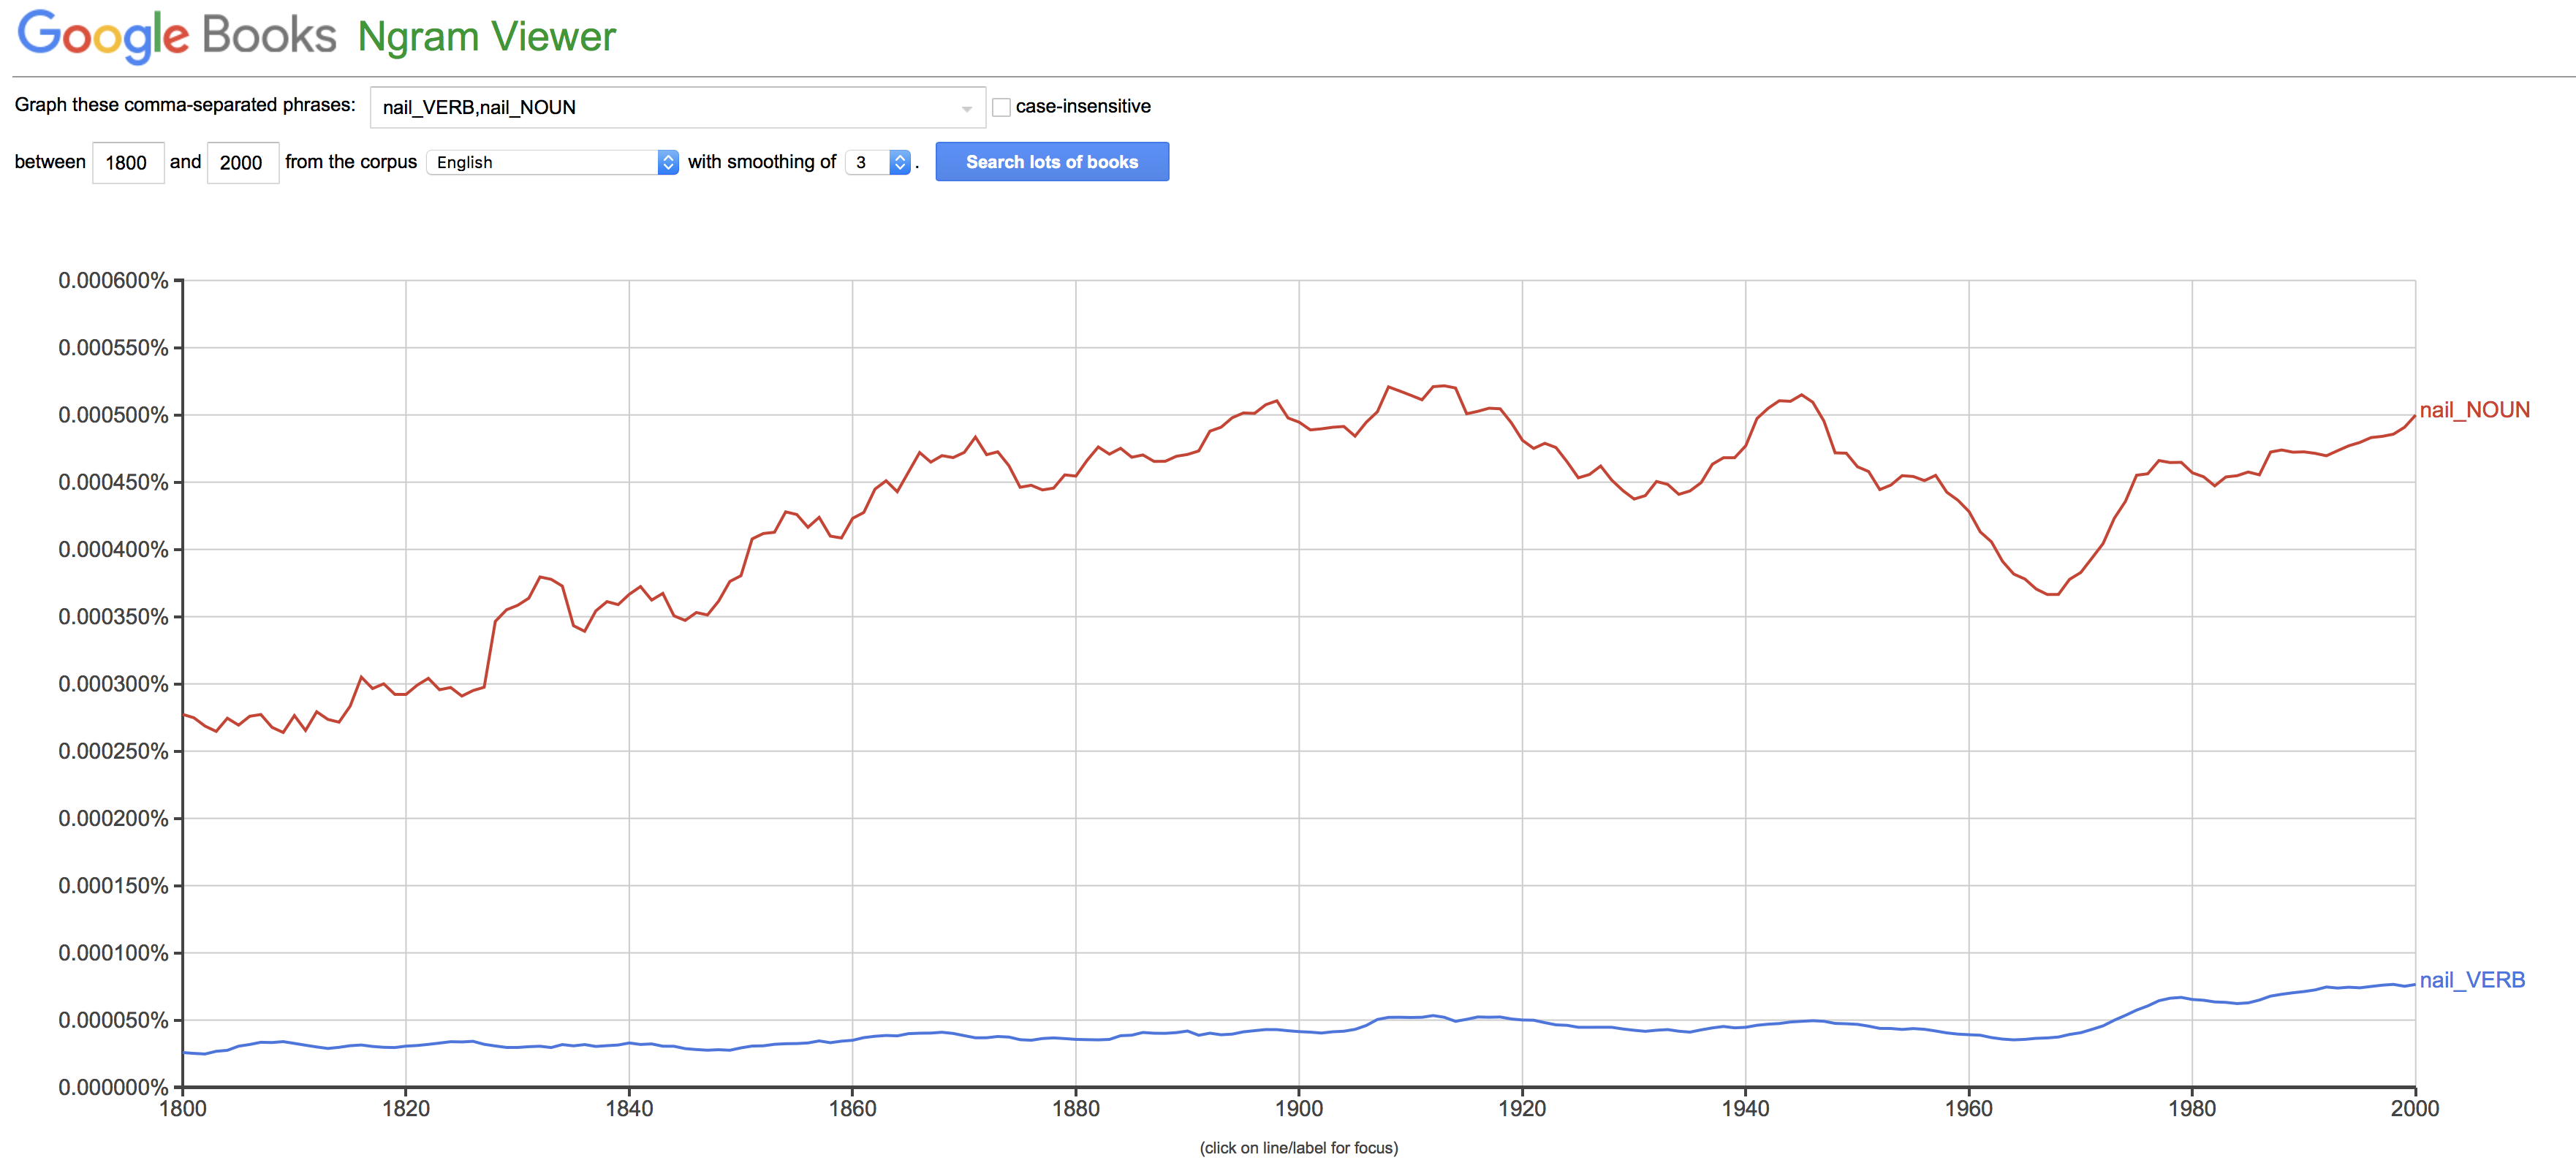 Google Books Ngram Viewer
Graph these comma-separated phrases: nail_VERB,nail_NOUN case-insensitive
between 1800 and 2000 from the corpus English with smoothing of 3 . Search lots of books
0.000600%
0.000550%
0.000500%
nail_NOUN
0.000450%
0.000400%
0.000350%
0.000300%
0.000250%
0.000200%
0.000150%
0.000100%
nail_VERB
0.000050%
0.000000%
1800 1820 1840 1860 1880 1900 1920 1940 1960 1980 2000
(click on line/label for focus)